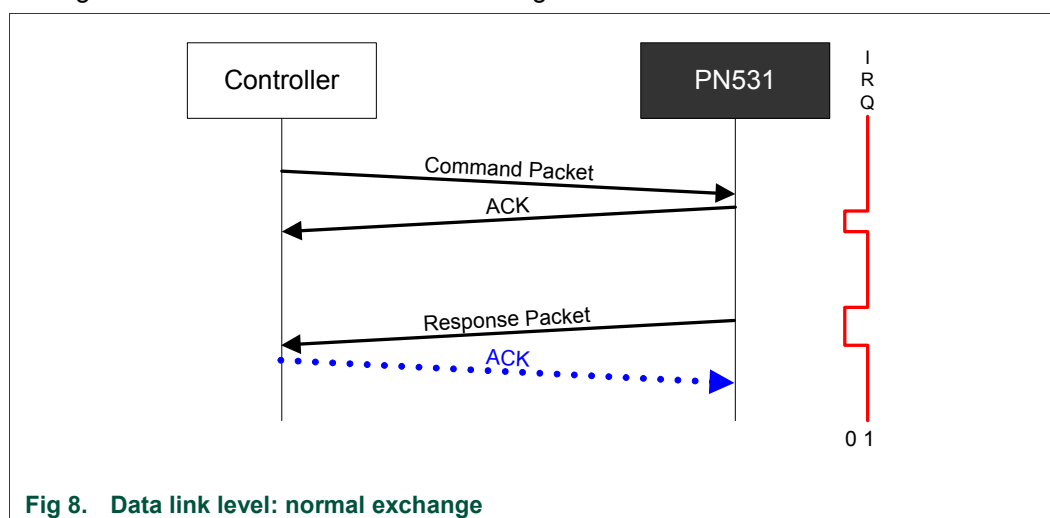 Controller
PN531
I
R
Q
Command Packet
ACK
Response Packet
ACK
0 1
Fig 8. Data link level: normal exchange